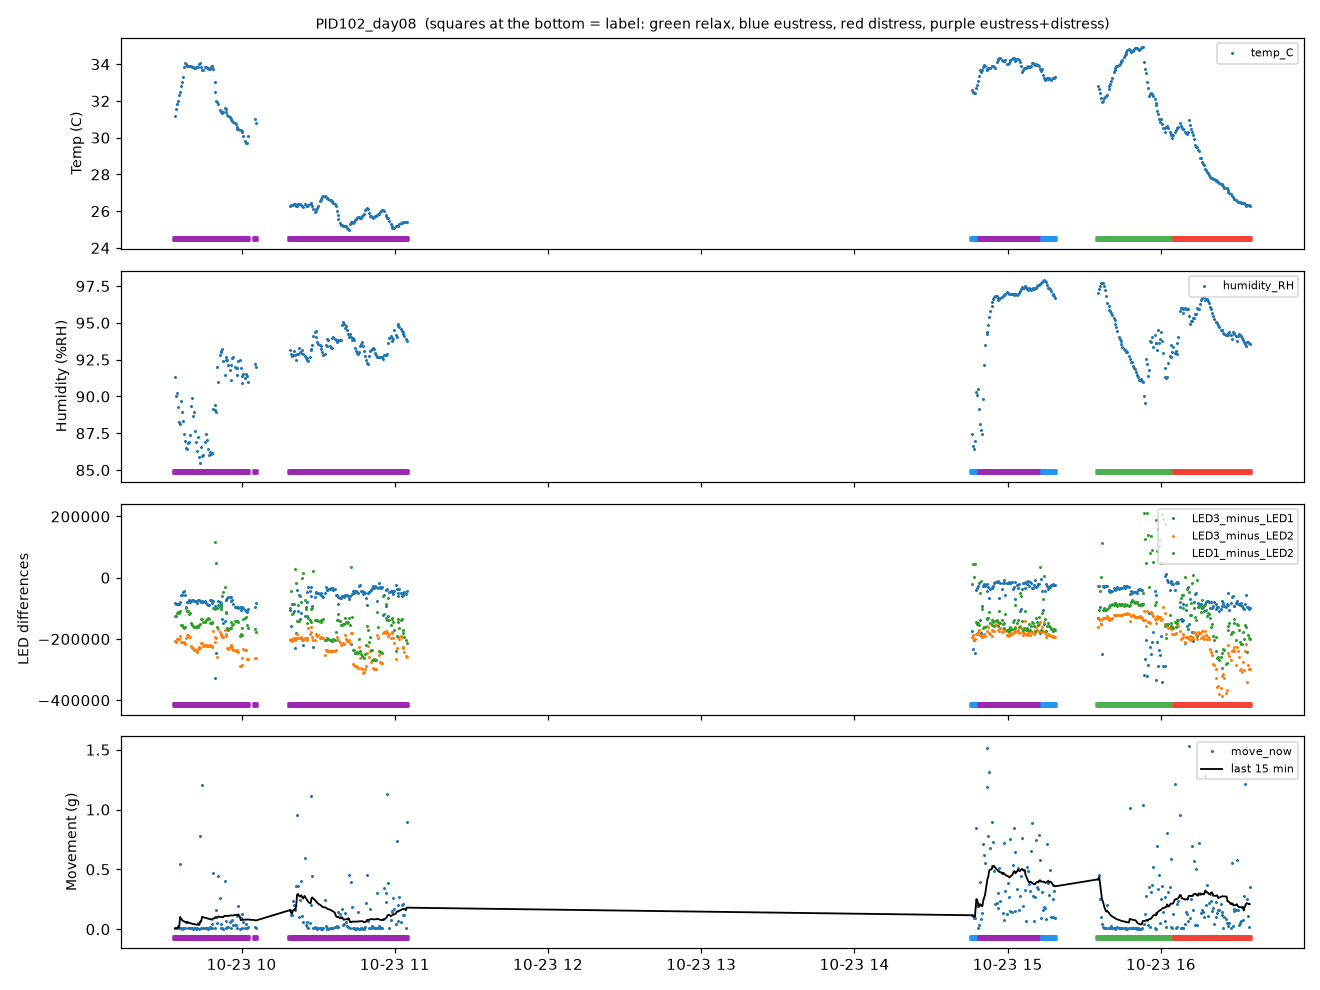 PID102_day08  (squares at the bottom = label: green relax, blue eustress, red distress, purple eustress+distress)
temp_C
Temp (C)
34
32
30
28
26
24
humidity_RH
Humidity (%RH)
97.5
95.0
92.5
90.0
87.5
85.0
LED3_minus_LED1
LED3_minus_LED2
LED1_minus_LED2
LED differences
200000
0
−200000
−400000
move_now
last 15 min
Movement (g)
1.5
1.0
0.5
0.0
10-23 10
10-23 11
10-23 12
10-23 13
10-23 14
10-23 15
10-23 16